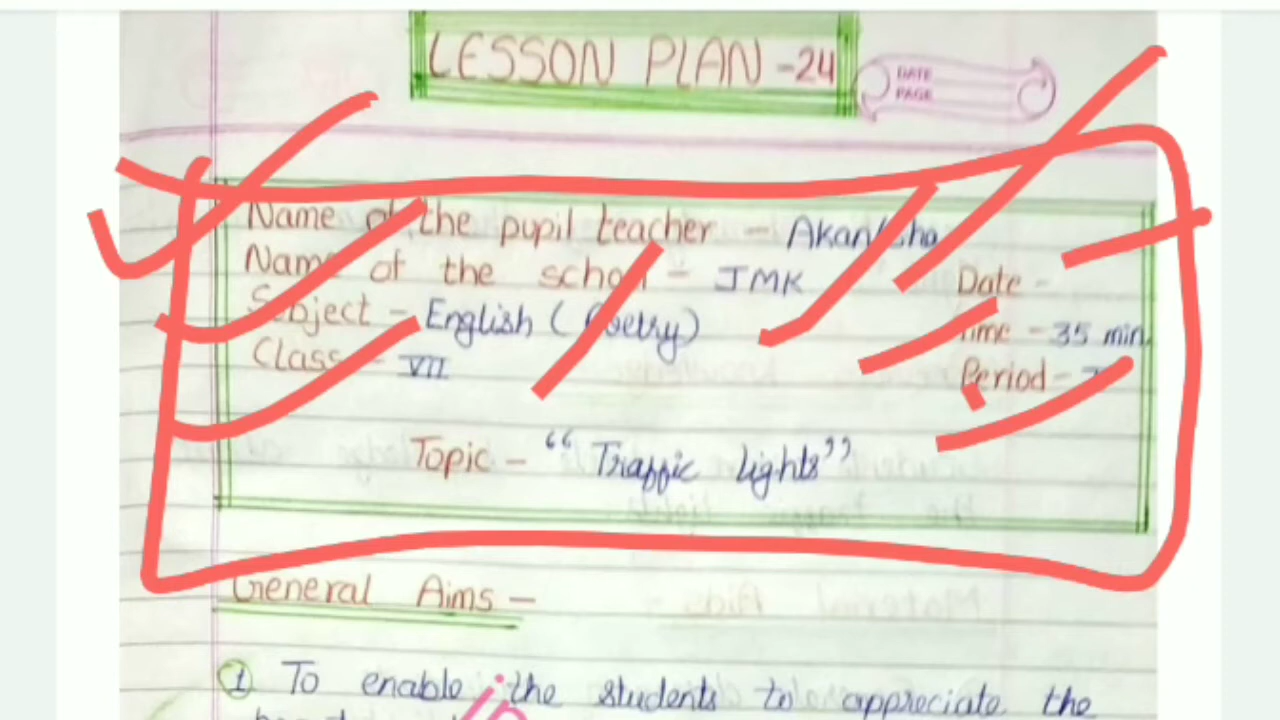 LESSON PLAN - 24
DATE
PAGE
Name of the pupil teacher - Akanksha
Name of the school - JMK
Date -
Subject - English (Poetry)
Time - 35 min
Class - VII
Period -
Topic - “Traffic lights”
General Aims -
① To enable the students to appreciate the